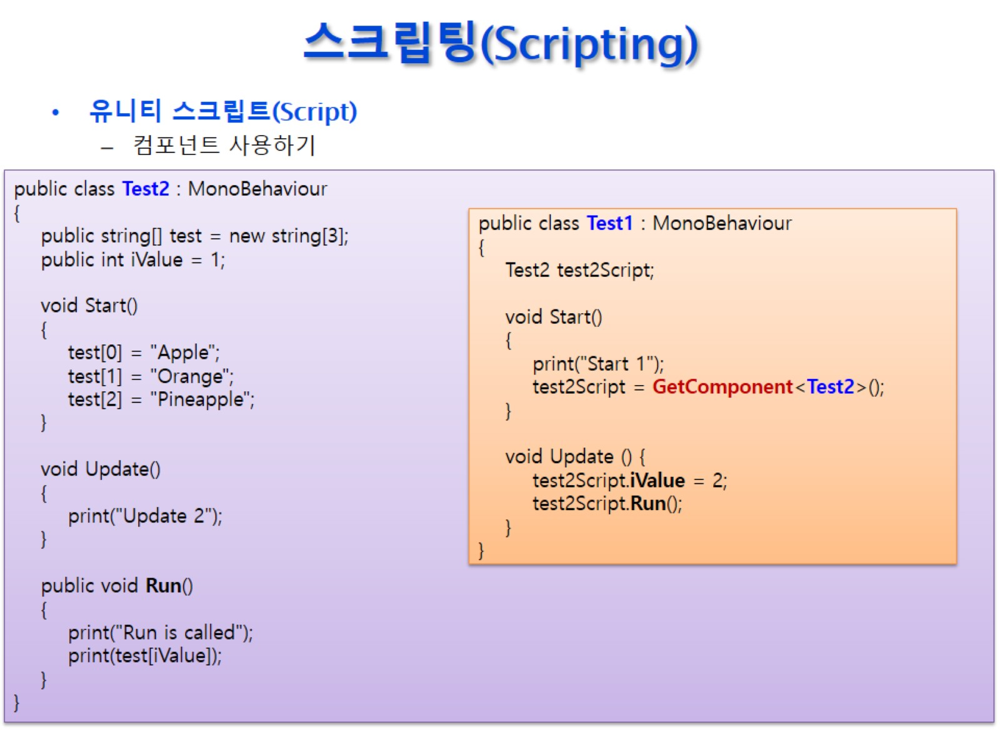 스크립팅(Scripting)
• 유니티 스크립트(Script)
– 컴포넌트 사용하기
public class Test2 : MonoBehaviour
{
public string[] test = new string[3];
public int iValue = 1;
void Start()
{
test[0] = "Apple";
test[1] = "Orange";
test[2] = "Pineapple";
}
void Update()
{
print("Update 2");
}
public void Run()
{
print("Run is called");
print(test[iValue]);
}
}
public class Test1 : MonoBehaviour
{
Test2 test2Script;
void Start()
{
print("Start 1");
test2Script = GetComponent<Test2>();
}
void Update () {
test2Script.iValue = 2;
test2Script.Run();
}
}